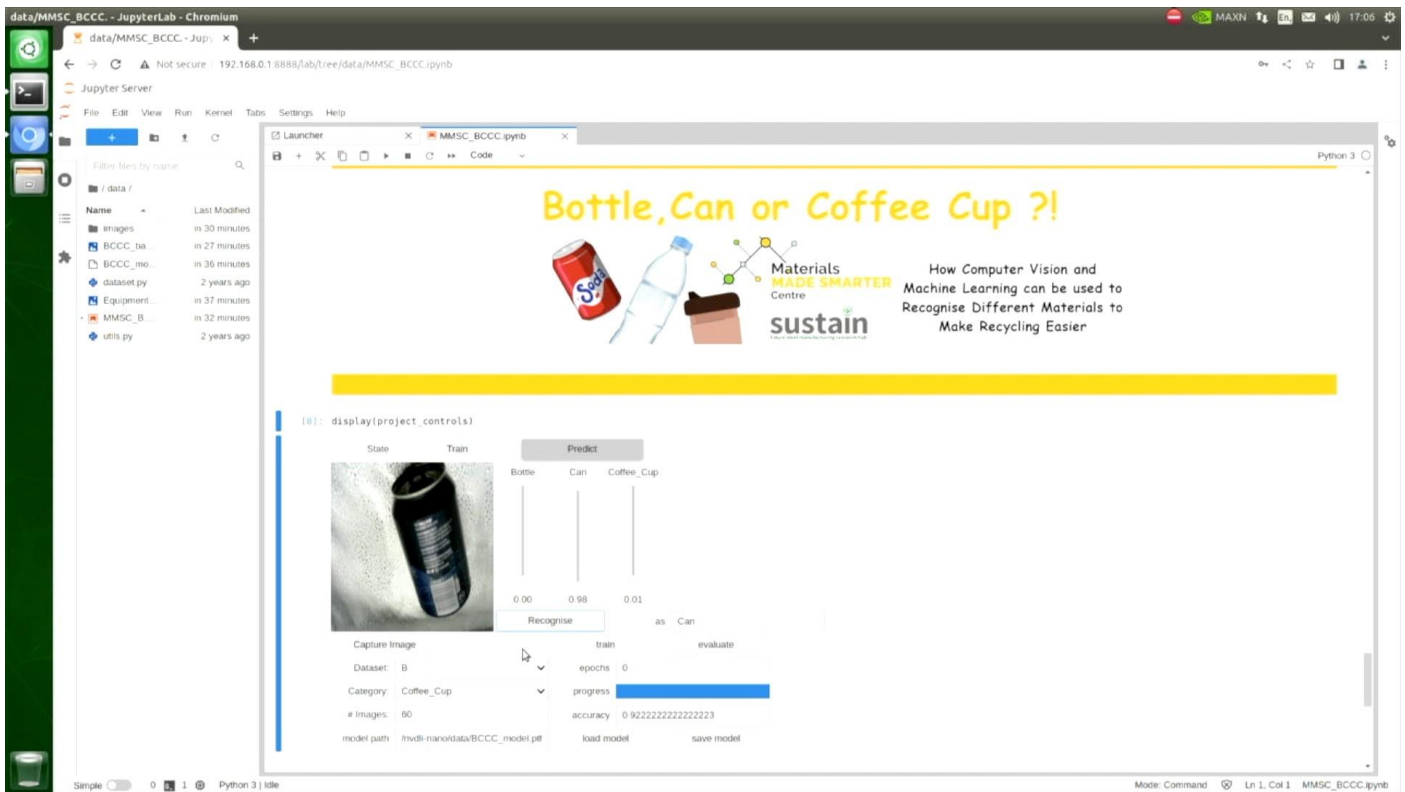 data/MMSC_BCCC. - JupyterLab - Chromium
MAXN
En
17:06
data/MMSC_BCCC. - Jupy
Not secure 192.168.0.1:8888/lab/tree/data/MMSC_BCCC.ipynb
Jupyter Server
File Edit View Run Kernel Tabs Settings Help
Launcher
MMSC_BCCC.ipynb
Code
Python 3
Filter files by name
/ data /
Name Last Modified
images in 30 minutes
BCCC_ba... in 27 minutes
BCCC_mo... in 36 minutes
dataset.py 2 years ago
Equipment... in 37 minutes
MMSC_B... in 32 minutes
utils.py 2 years ago
Bottle,Can or Coffee Cup ?!
Soda
Materials
MADE SMARTER
Centre
sustain
How Computer Vision and
Machine Learning can be used to
Recognise Different Materials to
Make Recycling Easier
[8]: display(project_controls)
State Train Predict
Bottle Can Coffee_Cup
0.00 0.98 0.01
Recognise as Can
Capture Image train evaluate
Dataset: B epochs 0
Category: Coffee_Cup progress
# Images: 60 accuracy 0.9222222222222223
model path /nvdli-nano/data/BCCC_model.pt load model save model
Simple 0 1 Python 3 | Idle
Mode: Command Ln 1, Col 1 MMSC_BCCC.ipynb